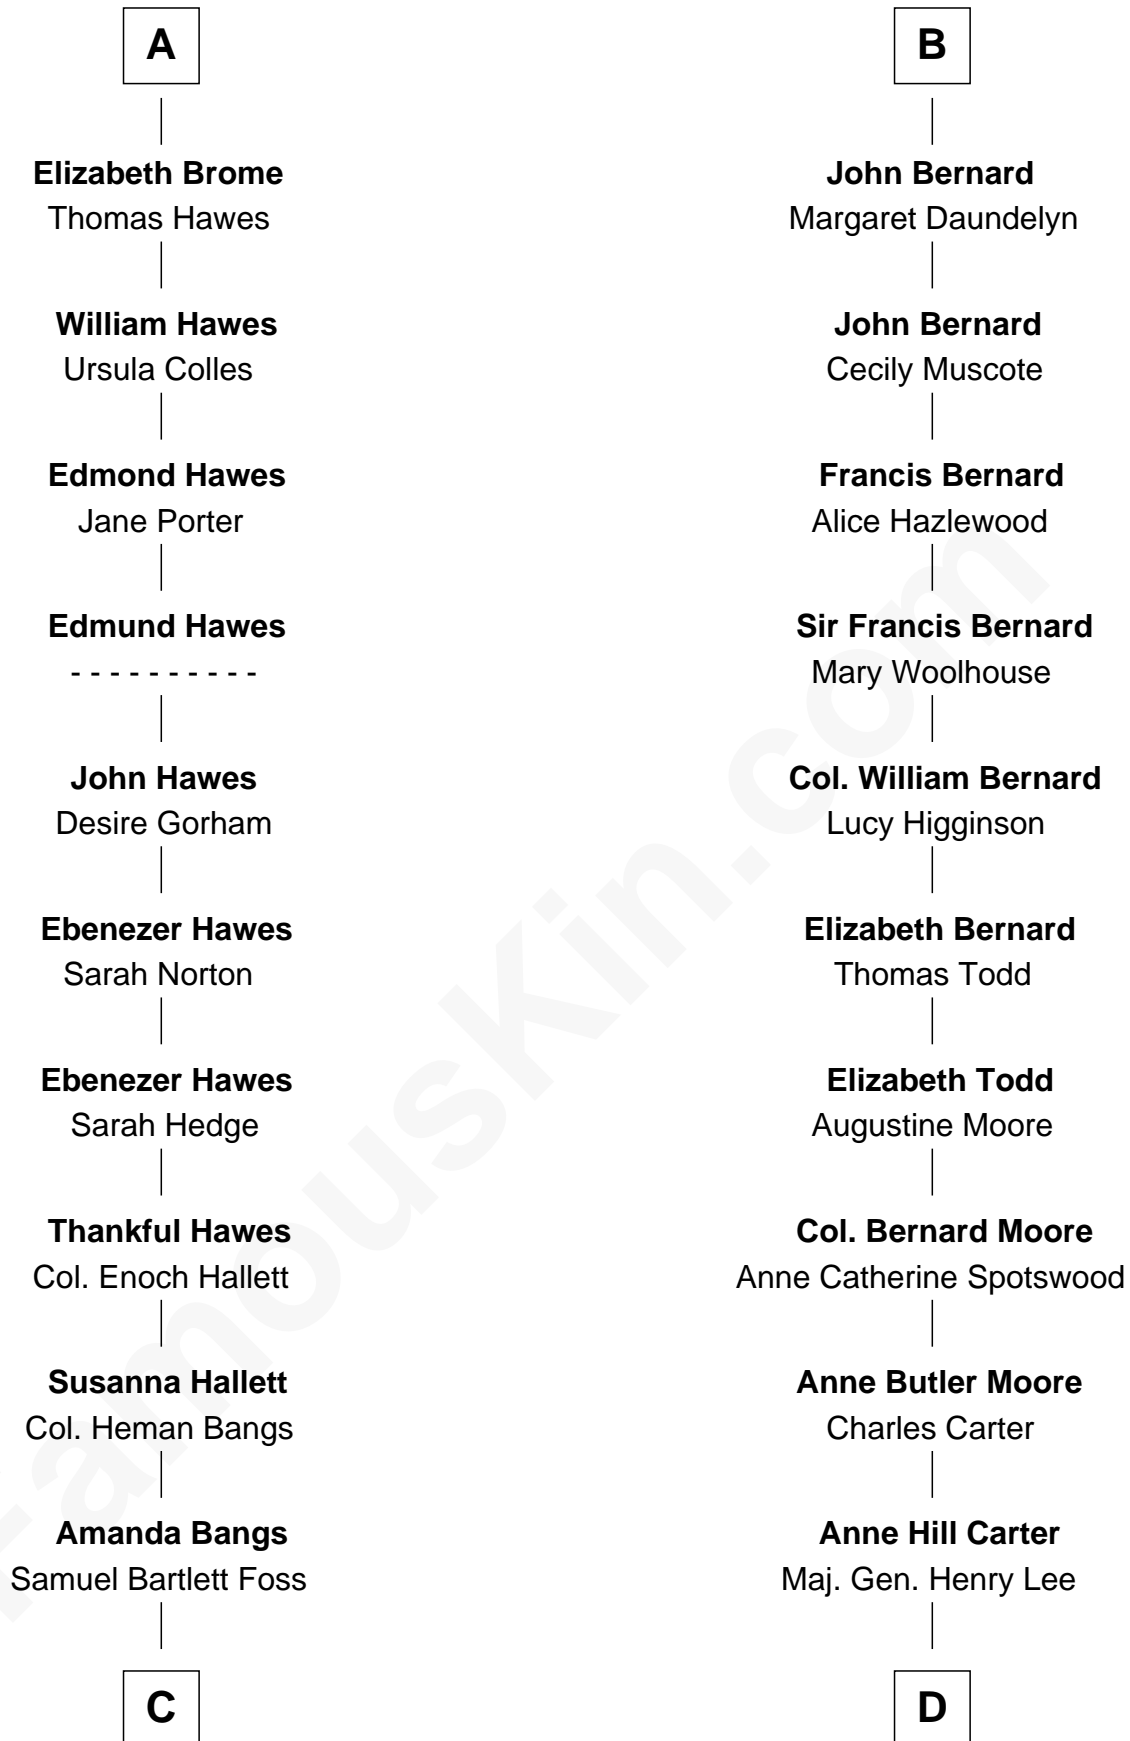 A
Elizabeth Brome
Thomas Hawes
William Hawes
Ursula Colles
Edmond Hawes
Jane Porter
Edmund Hawes
- - - - - - - - - -
John Hawes
Desire Gorham
Ebenezer Hawes
Sarah Norton
Ebenezer Hawes
Sarah Hedge
Thankful Hawes
Col. Enoch Hallett
Susanna Hallett
Col. Heman Bangs
Amanda Bangs
Samuel Bartlett Foss
C
B
John Bernard
Margaret Daundelyn
John Bernard
Cecily Muscote
Francis Bernard
Alice Hazlewood
Sir Francis Bernard
Mary Woolhouse
Col. William Bernard
Lucy Higginson
Elizabeth Bernard
Thomas Todd
Elizabeth Todd
Augustine Moore
Col. Bernard Moore
Anne Catherine Spotswood
Anne Butler Moore
Charles Carter
Anne Hill Carter
Maj. Gen. Henry Lee
D
FamousKin.com